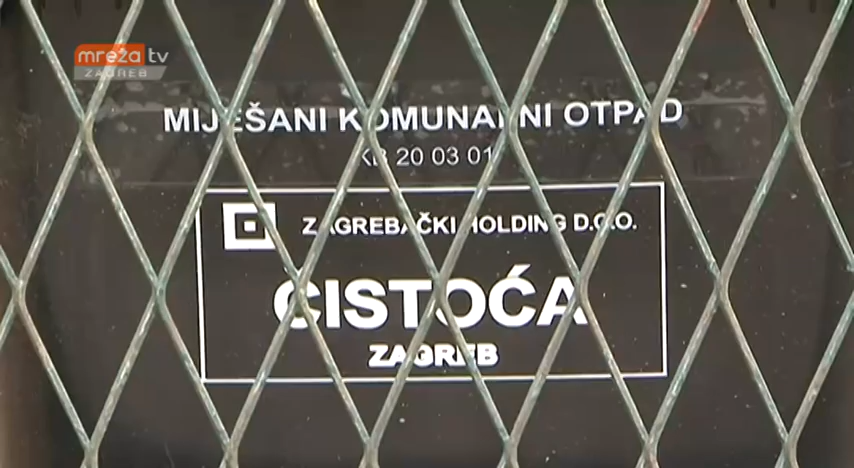 mreža tv
ZAGREB
MIJEŠANI KOMUNALNI OTPAD
KB 20 03 01
ZAGREBAČKI HOLDING D.O.O.
ČISTOĆA
ZAGREB